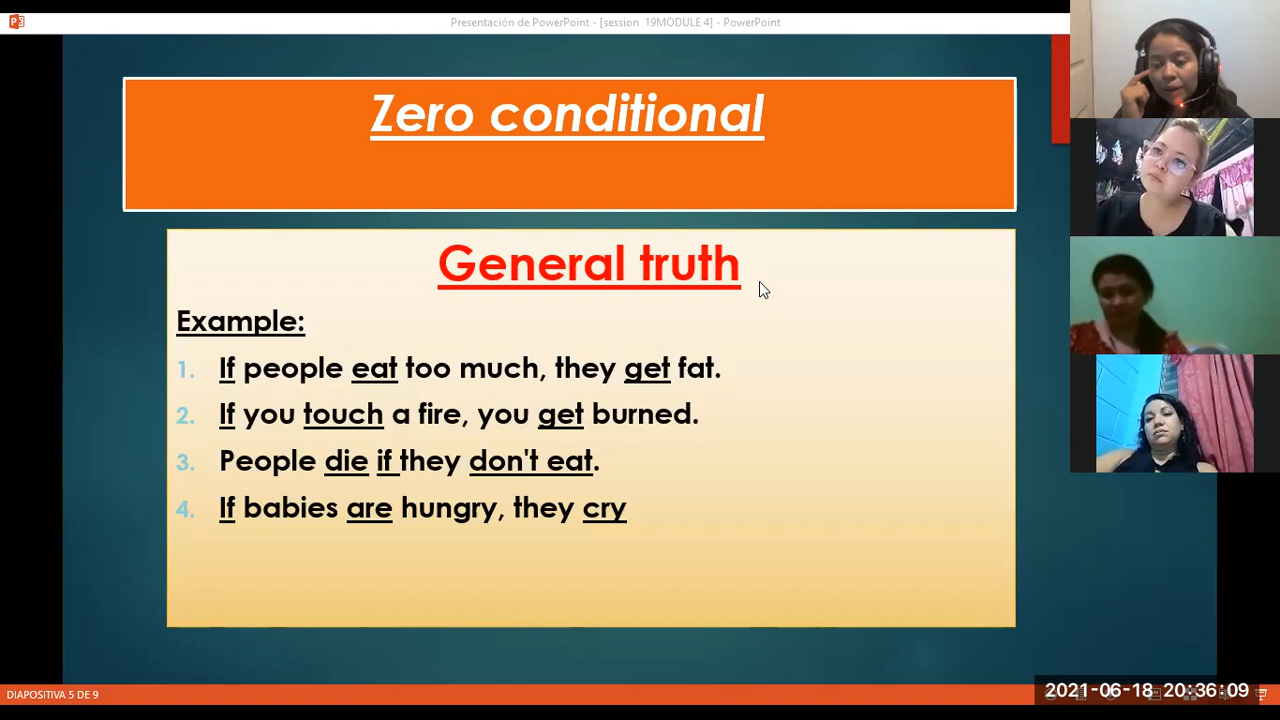 Presentación de PowerPoint - [session 19MODULE 4] - PowerPoint
Zero conditional
General truth
Example:
1. If people eat too much, they get fat.
2. If you touch a fire, you get burned.
3. People die if they don't eat.
4. If babies are hungry, they cry
DIAPOSITIVA 5 DE 9
2021-06-18 20:36:09